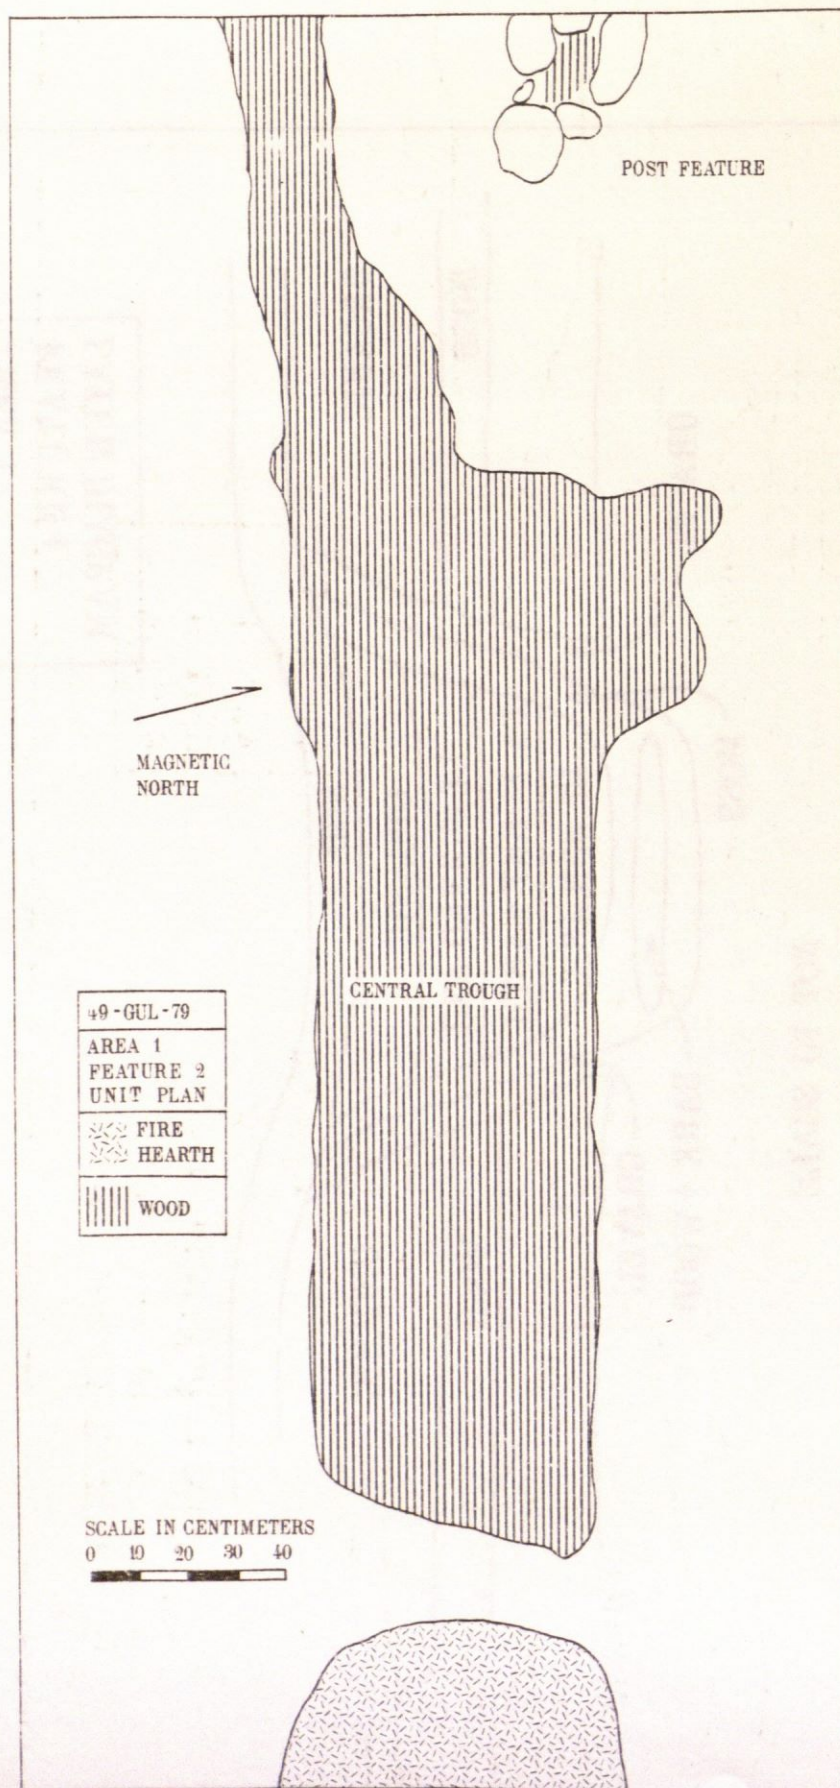 POST FEATURE
MAGNETIC
NORTH
CENTRAL TROUGH
49-GUL-79
AREA 1
FEATURE 2
UNIT PLAN
FIRE
HEARTH
WOOD
SCALE IN CENTIMETERS
0 10 20 30 40